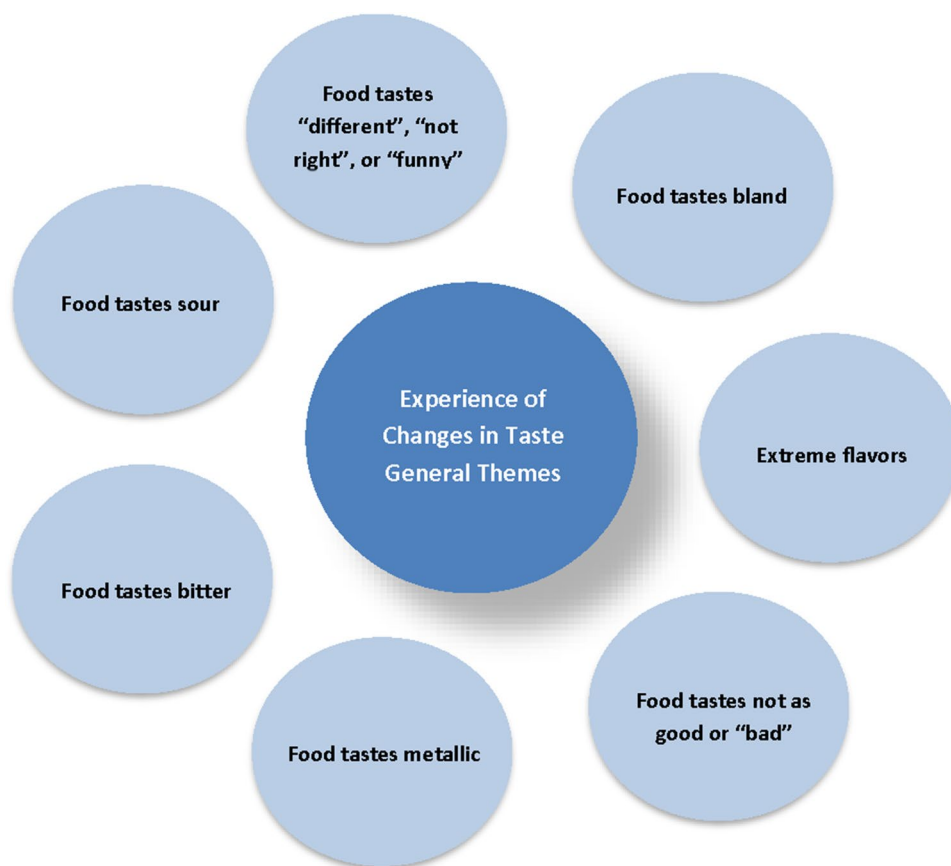 Food tastes
“different”, “not
right”, or “funny”
Food tastes bland
Food tastes sour
Experience of
Changes in Taste
General Themes
Extreme flavors
Food tastes bitter
Food tastes not as
good or “bad”
Food tastes metallic